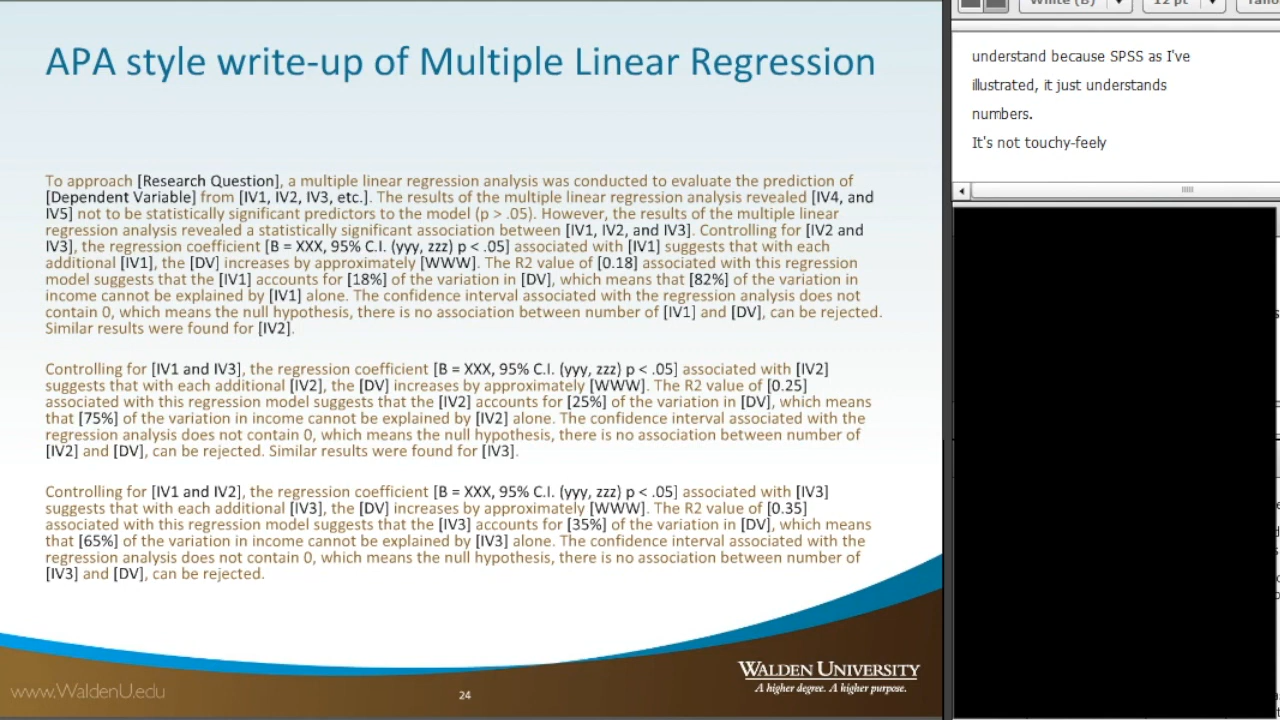 APA style write-up of Multiple Linear Regression
To approach [Research Question], a multiple linear regression analysis was conducted to evaluate the prediction of
[Dependent Variable] from [IV1, IV2, IV3, etc.]. The results of the multiple linear regression analysis revealed [IV4, and
IV5] not to be statistically significant predictors to the model (p > .05). However, the results of the multiple linear
regression analysis revealed a statistically significant association between [IV1, IV2, and IV3]. Controlling for [IV2 and
IV3], the regression coefficient [B = XXX, 95% C.I. (yyy, zzz) p < .05] associated with [IV1] suggests that with each
additional [IV1], the [DV] increases by approximately [WWW]. The R2 value of [0.18] associated with this regression
model suggests that the [IV1] accounts for [18%] of the variation in [DV], which means that [82%] of the variation in
income cannot be explained by [IV1] alone. The confidence interval associated with the regression analysis does not
contain 0, which means the null hypothesis, there is no association between number of [IV1] and [DV], can be rejected.
Similar results were found for [IV2].
Controlling for [IV1 and IV3], the regression coefficient [B = XXX, 95% C.I. (yyy, zzz) p < .05] associated with [IV2]
suggests that with each additional [IV2], the [DV] increases by approximately [WWW]. The R2 value of [0.25]
associated with this regression model suggests that the [IV2] accounts for [25%] of the variation in [DV], which means
that [75%] of the variation in income cannot be explained by [IV2] alone. The confidence interval associated with the
regression analysis does not contain 0, which means the null hypothesis, there is no association between number of
[IV2] and [DV], can be rejected. Similar results were found for [IV3].
Controlling for [IV1 and IV2], the regression coefficient [B = XXX, 95% C.I. (yyy, zzz) p < .05] associated with [IV3]
suggests that with each additional [IV3], the [DV] increases by approximately [WWW]. The R2 value of [0.35]
associated with this regression model suggests that the [IV3] accounts for [35%] of the variation in [DV], which means
that [65%] of the variation in income cannot be explained by [IV3] alone. The confidence interval associated with the
regression analysis does not contain 0, which means the null hypothesis, there is no association between number of
[IV3] and [DV], can be rejected.
www.WaldenU.edu
24
WALDEN UNIVERSITY
A higher degree. A higher purpose.
White (B) 12 pt
understand because SPSS as I've
illustrated, it just understands
numbers.
It's not touchy-feely